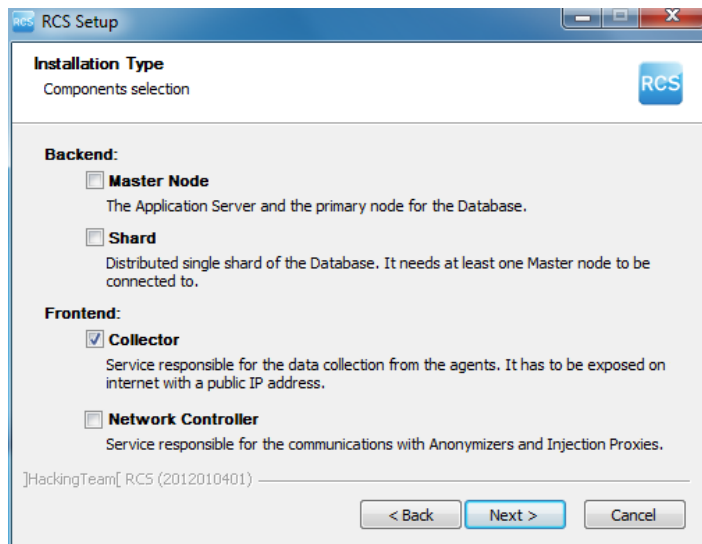 RCS RCS Setup
Installation Type
Components selection
RCS
Backend:
Master Node
The Application Server and the primary node for the Database.
Shard
Distributed single shard of the Database. It needs at least one Master node to be
connected to.
Frontend:
Collector
Service responsible for the data collection from the agents. It has to be exposed on
internet with a public IP address.
Network Controller
Service responsible for the communications with Anonymizers and Injection Proxies.
]HackingTeam[ RCS (2012010401)
< Back Next > Cancel